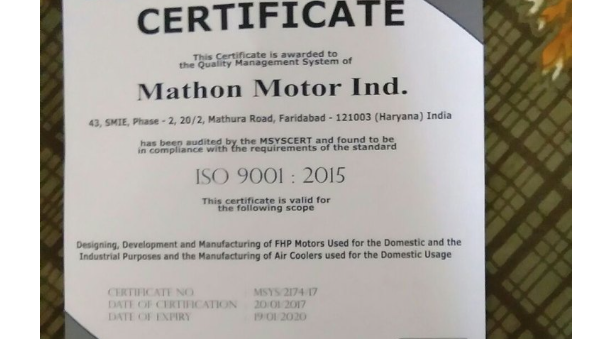 CERTIFICATE
This Certificate is awarded to
the Quality Management System of
Mathon Motor Ind.
43, SMIE, Phase - 2, 20/2, Mathura Road, Faridabad - 121003 (Haryana) India
has been audited by the MSYSCERT and found to be
in compliance with the requirements of the standard
ISO 9001 : 2015
This certificate is valid for
the following scope
Designing, Development and Manufacturing of FHP Motors Used for the Domestic and the
Industrial Purposes and the Manufacturing of Air Coolers used for the Domestic Usage
CERTIFICATE NO : MSYS/2174/17
DATE OF CERTIFICATION : 20/01/2017
DATE OF EXPIRY : 19/01/2020